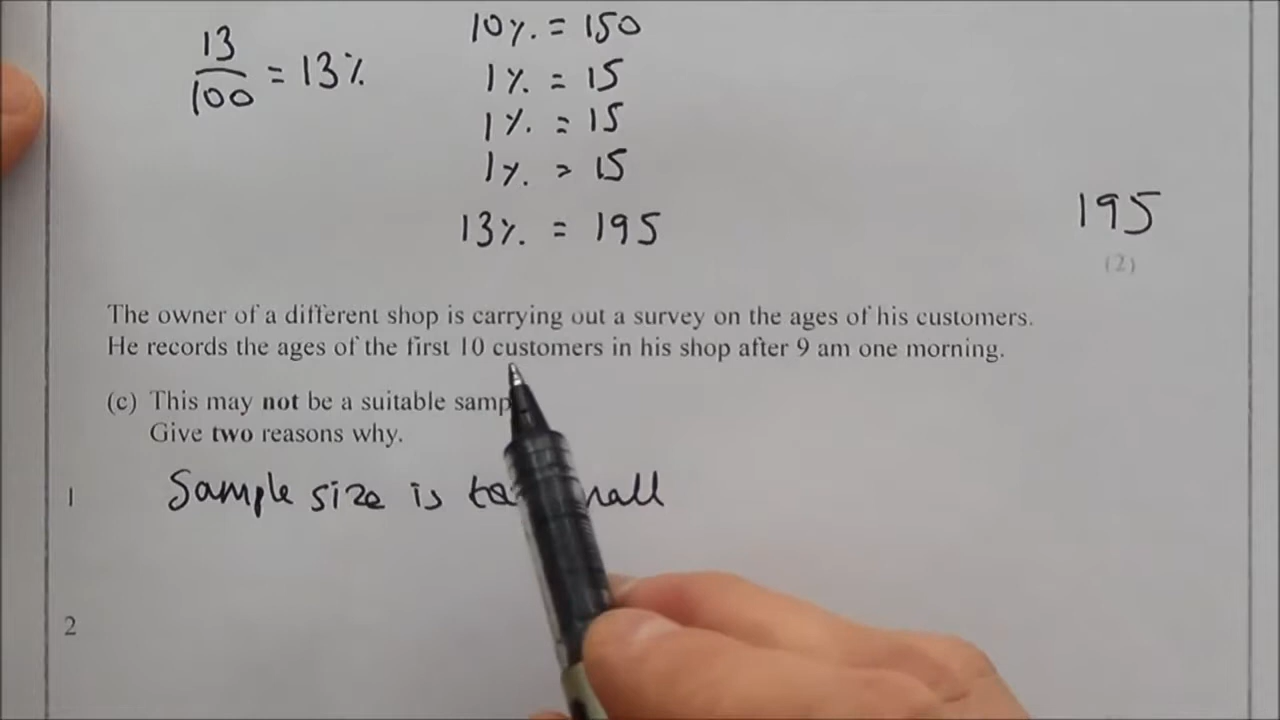 13
100
= 13%
10% = 150
1% = 15
1% = 15
1% = 15
13% = 195
195
(2)
The owner of a different shop is carrying out a survey on the ages of his customers.
He records the ages of the first 10 customers in his shop after 9 am one morning.
(c) This may not be a suitable samp
Give two reasons why.
1 Sample size is
2